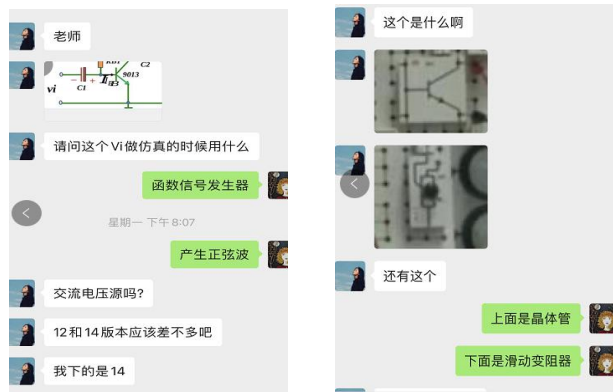 老师
C2
9013
vi
C1
请问这个Vi做仿真的时候用什么
函数信号发生器
星期一 下午 8:07
产生正弦波
交流电压源吗?
12和14版本应该差不多吧
我下的是14
这个是什么啊
还有这个
上面是晶体管
下面是滑动变阻器